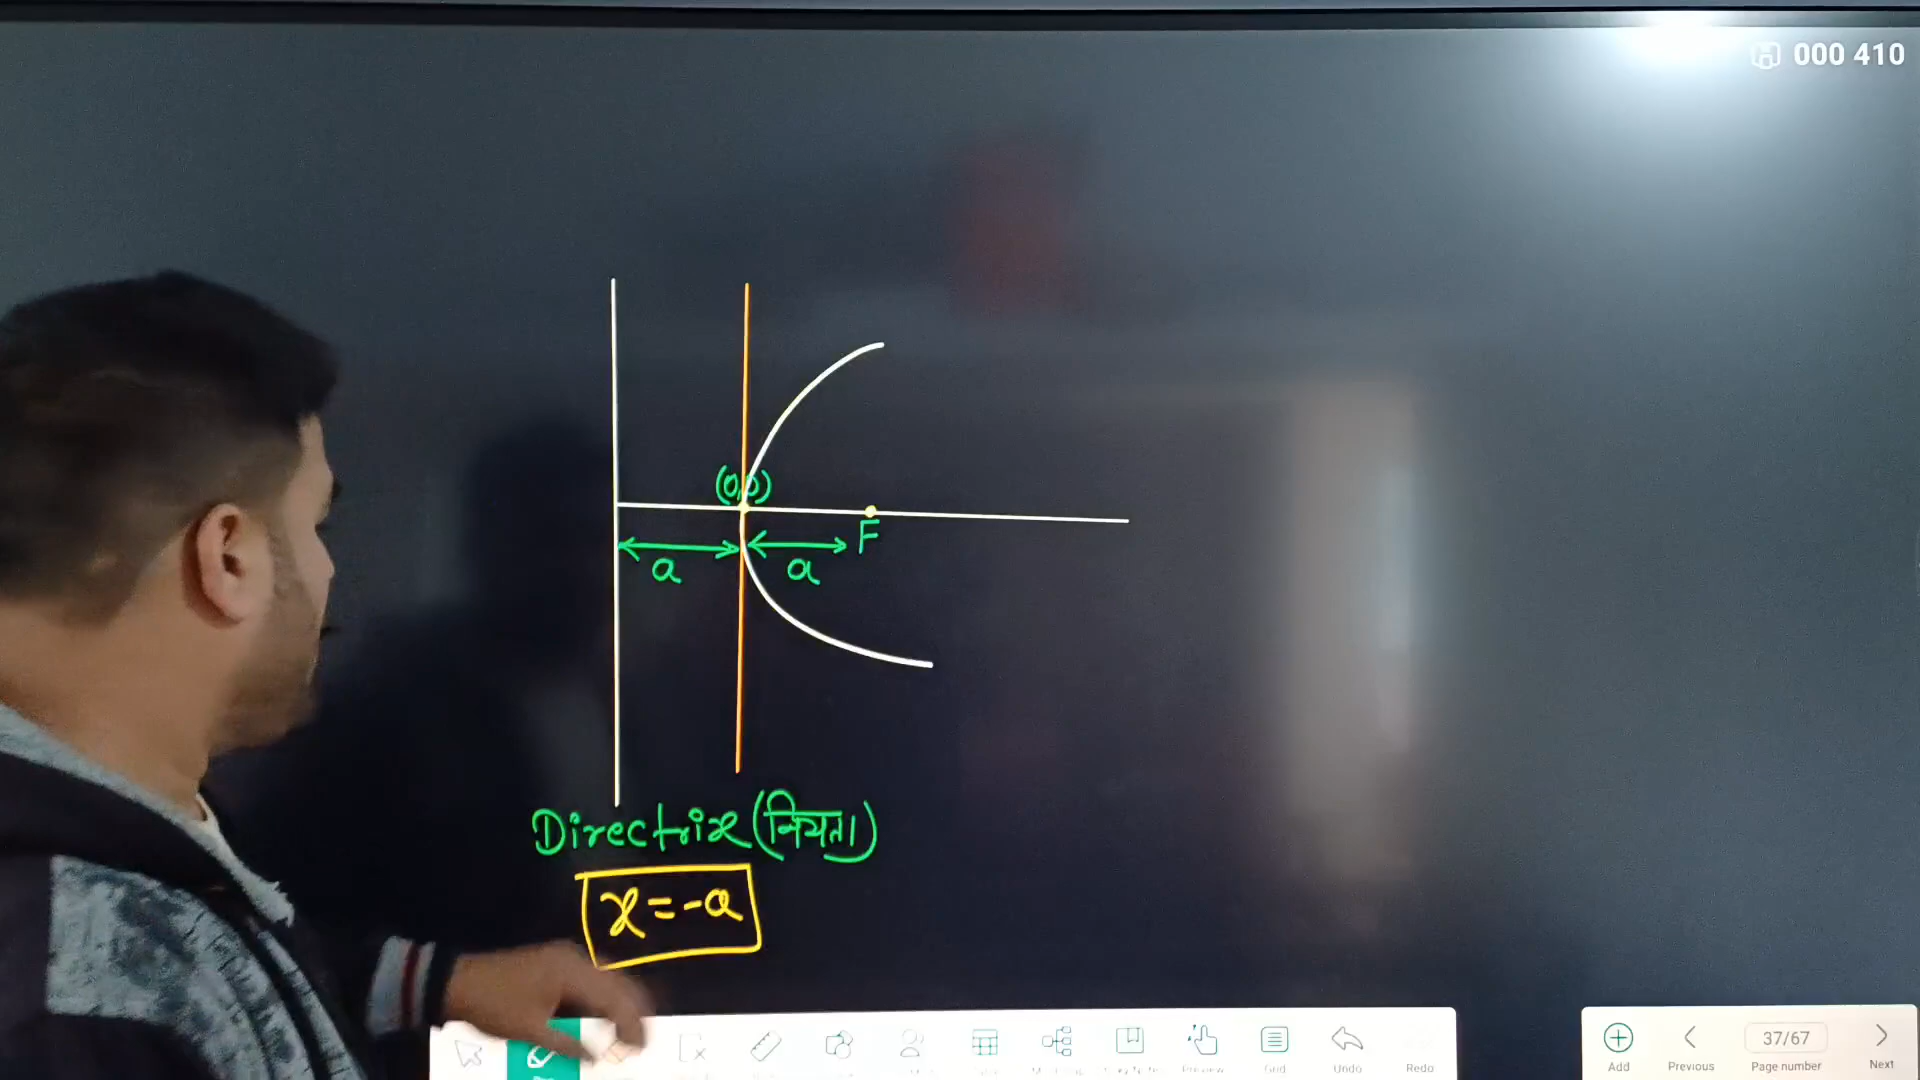 000 410
(0,0)
F
a a
Directrix (नियता)
x = -a
Undo
Redo
Add
Previous
37/67
Page number
Next